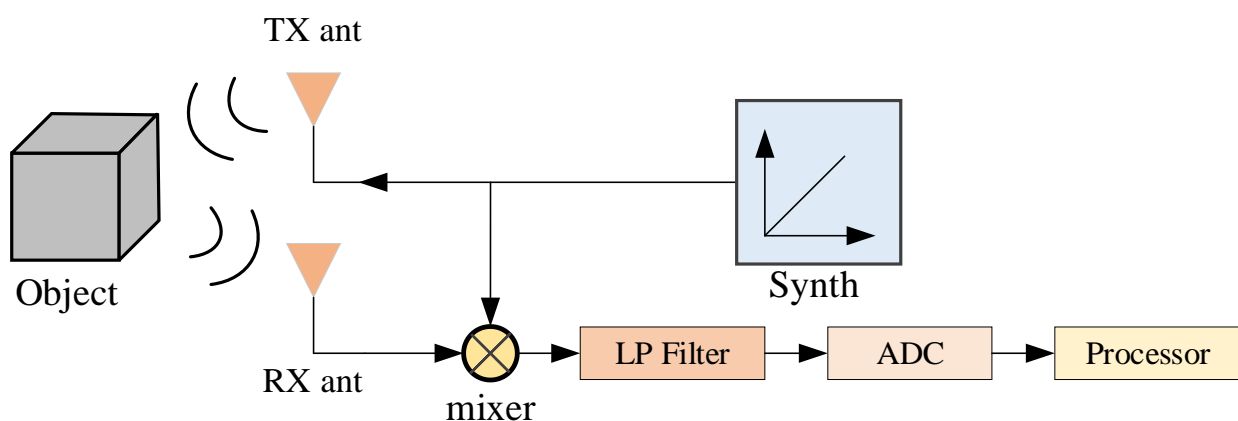 TX ant
Object
Synth
RX ant
mixer
LP Filter
ADC
Processor